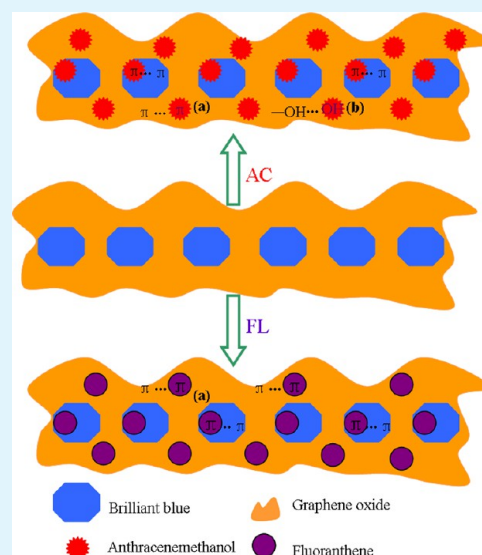 π... π π... π
π ... π (a) —OH···OH (b)
AC
FL
π ... π (a) π ... π
π... π π... π
Brilliant blue
Graphene oxide
Anthracenemethanol
Fluoranthene